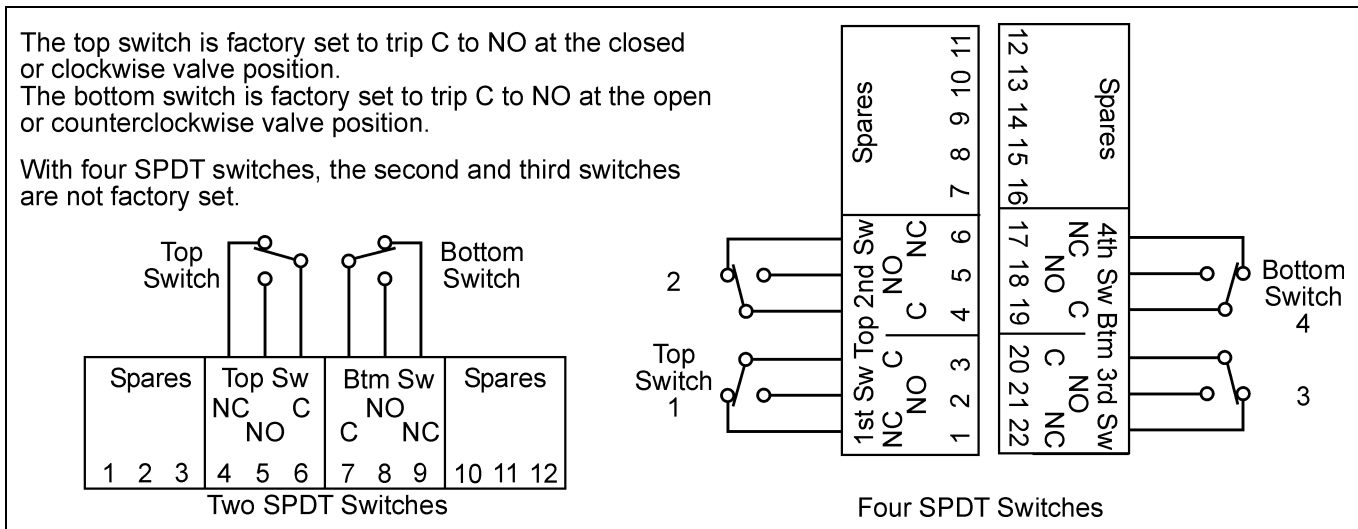 The top switch is factory set to trip C to NO at the closed
or clockwise valve position.
The bottom switch is factory set to trip C to NO at the open
or counterclockwise valve position.
With four SPDT switches, the second and third switches
are not factory set.
Top
Switch
Bottom
Switch
Spares
Top Sw
Btm Sw
Spares
NC C NO
NO C NC
1 2 3 4 5 6 7 8 9 10 11 12
Two SPDT Switches
2
Top
Switch
1
Spares
7 8 9 10 11
1st Sw Top 2nd Sw
C NO NC
4 5 6
NC NO C
1 2 3
12 13 14 15 16
Spares
17 18 19
NC NO C
4th Sw Btm 3rd Sw
20 21 22
C NO NC
Bottom
Switch
4
3
Four SPDT Switches